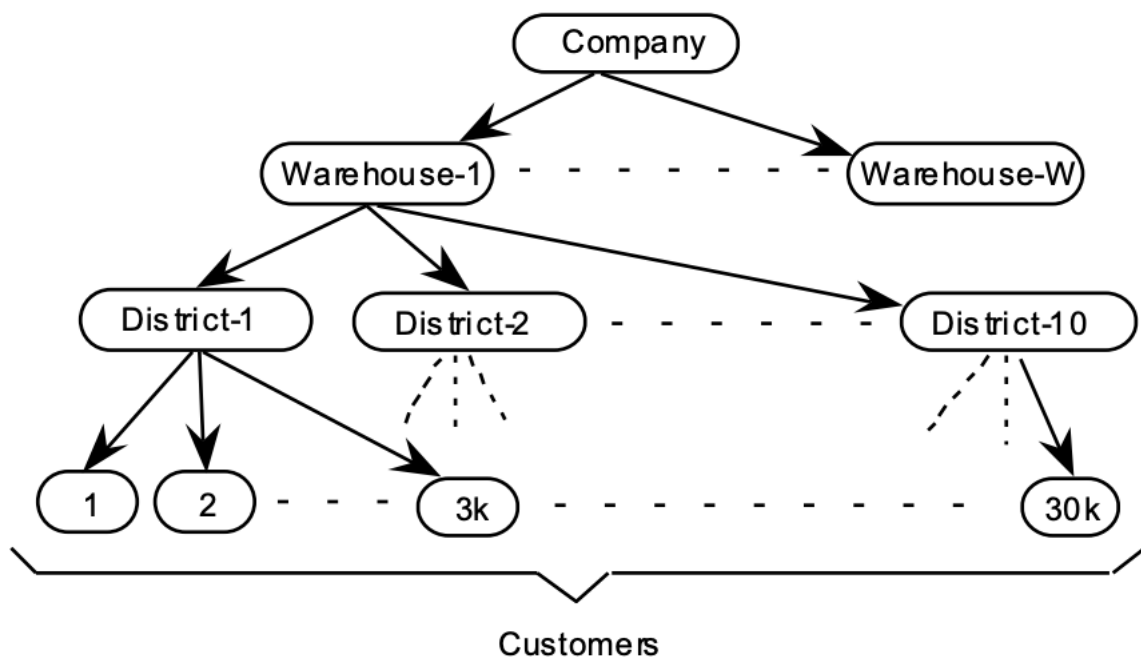 Company
Warehouse-1
Warehouse-W
District-1
District-2
District-10
1
2
3k
30k
Customers